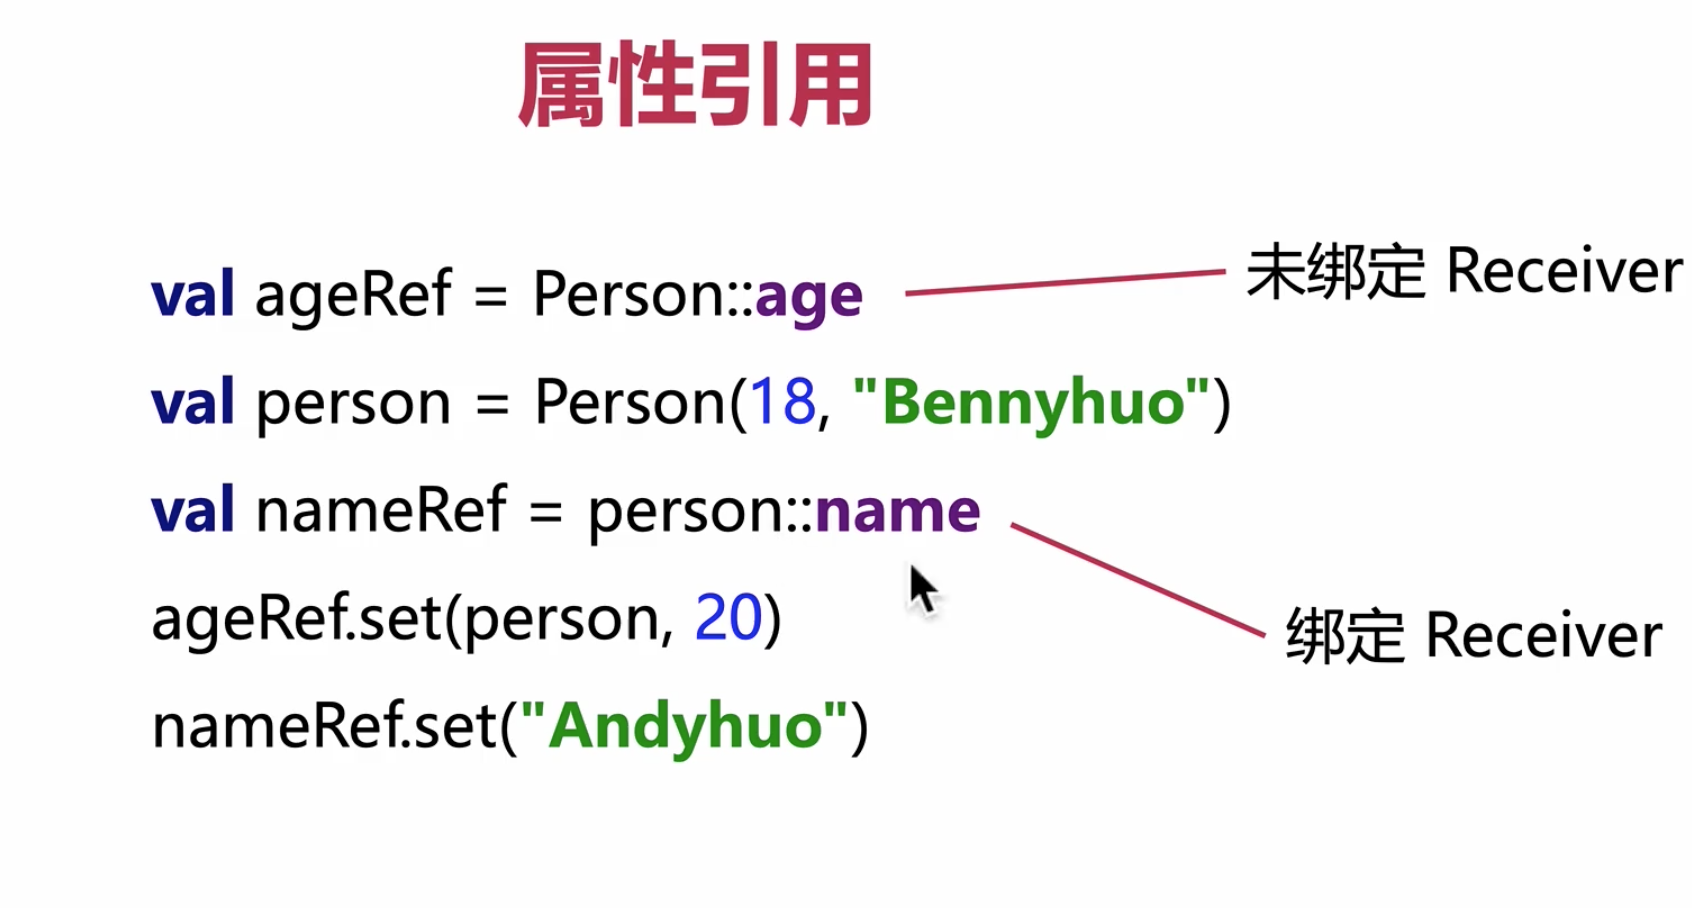 属性引用
val ageRef = Person::age
未绑定 Receiver
val person = Person(18, "Bennyhuo")
val nameRef = person::name
绑定 Receiver
ageRef.set(person, 20)
nameRef.set("Andyhuo")